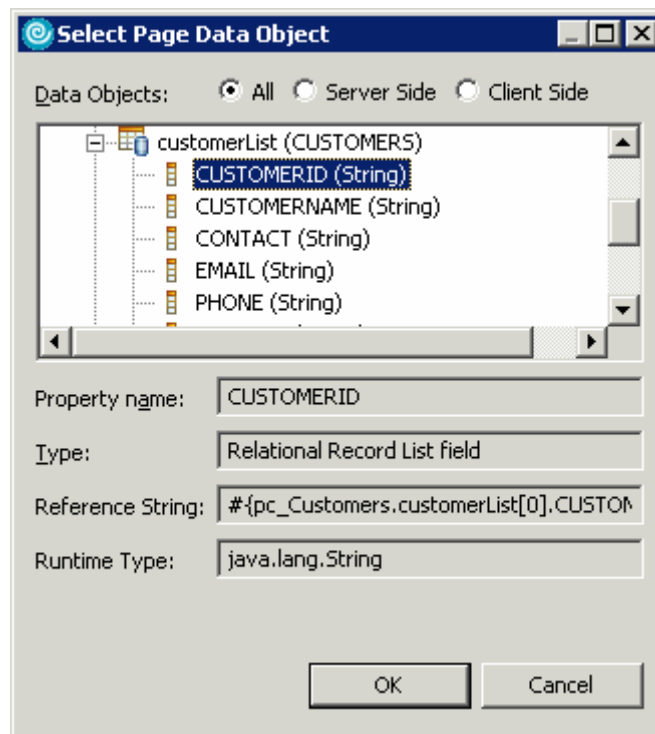 Select Page Data Object
Data Objects: All Server Side Client Side
customerList (CUSTOMERS)
CUSTOMERID (String)
CUSTOMERNAME (String)
CONTACT (String)
EMAIL (String)
PHONE (String)
Property name: CUSTOMERID
Type: Relational Record List field
Reference String: #{pc_Customers.customerList[0].CUSTOM
Runtime Type: java.lang.String
OK Cancel